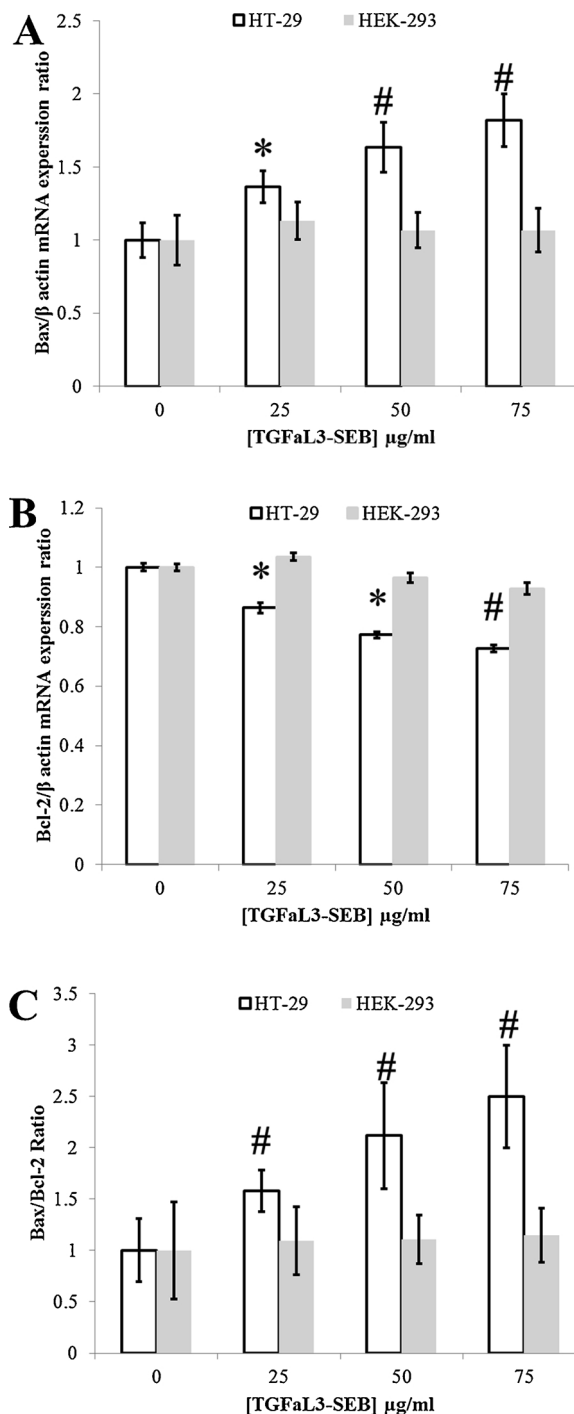 A
HT-29 HEK-293
Bax/β actin mRNA experssion ratio
2.5
2
1.5
1
0.5
0
* # #
0 25 50 75
[TGFaL3-SEB] µg/ml
B
HT-29 HEK-293
Bcl-2/β actin mRNA experssion ratio
1.2
1
0.8
0.6
0.4
0.2
0
* * #
0 25 50 75
[TGFaL3-SEB] µg/ml
C
HT-29 HEK-293
Bax/Bcl-2 Ratio
3.5
3
2.5
2
1.5
1
0.5
0
# # #
0 25 50 75
[TGFaL3-SEB] µg/ml